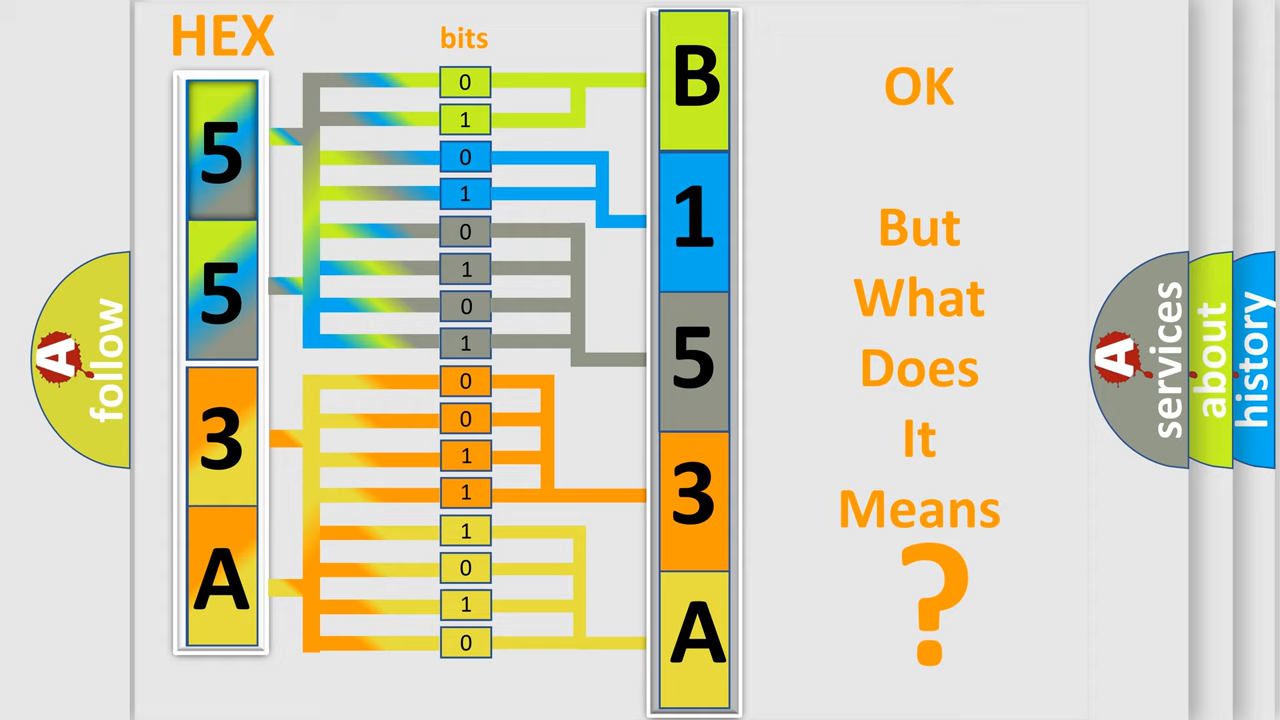 HEX
bits
5
5
3
A
0
1
0
1
0
1
0
1
0
0
1
1
1
0
1
0
B
1
5
3
A
OK
But
What
Does
It
Means
?
A
follow
A
services
about
history